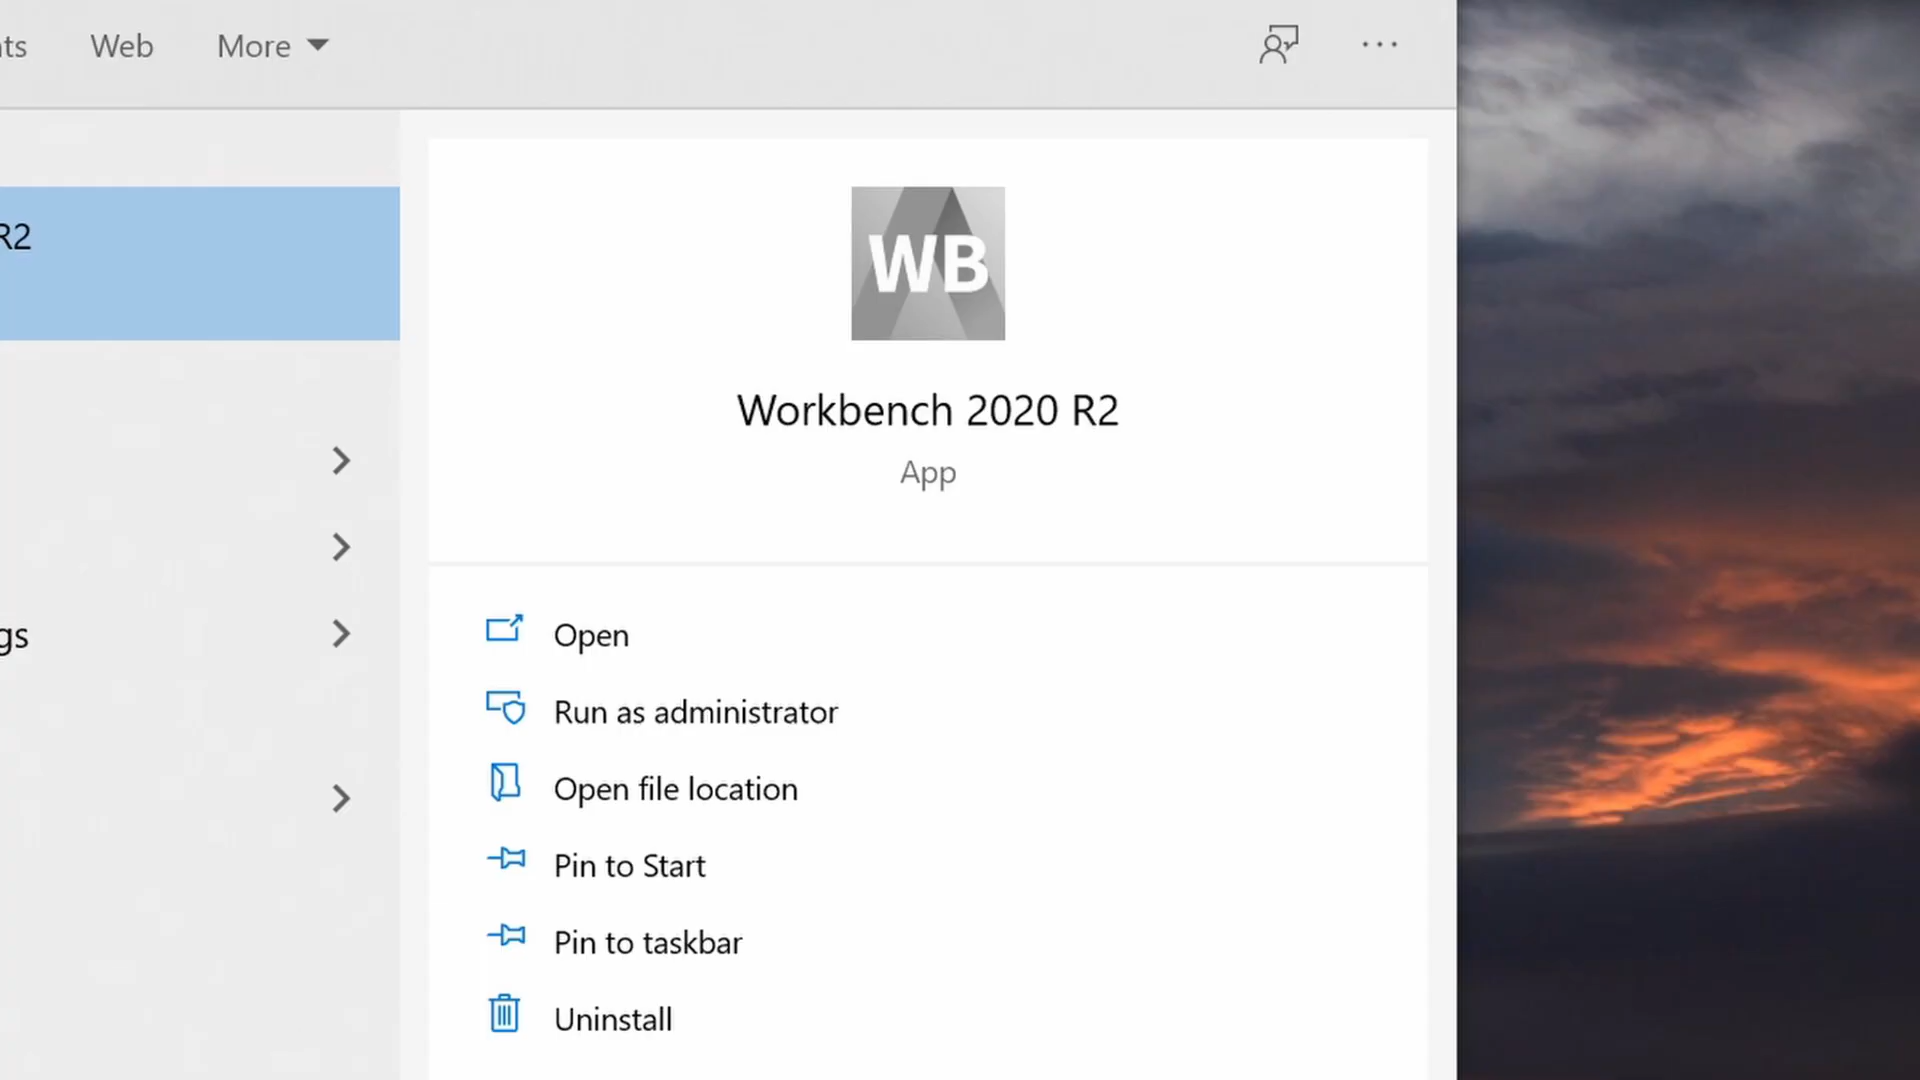 Web
More
R2
WB
Workbench 2020 R2
App
Open
Run as administrator
Open file location
gs
Pin to Start
Pin to taskbar
Uninstall